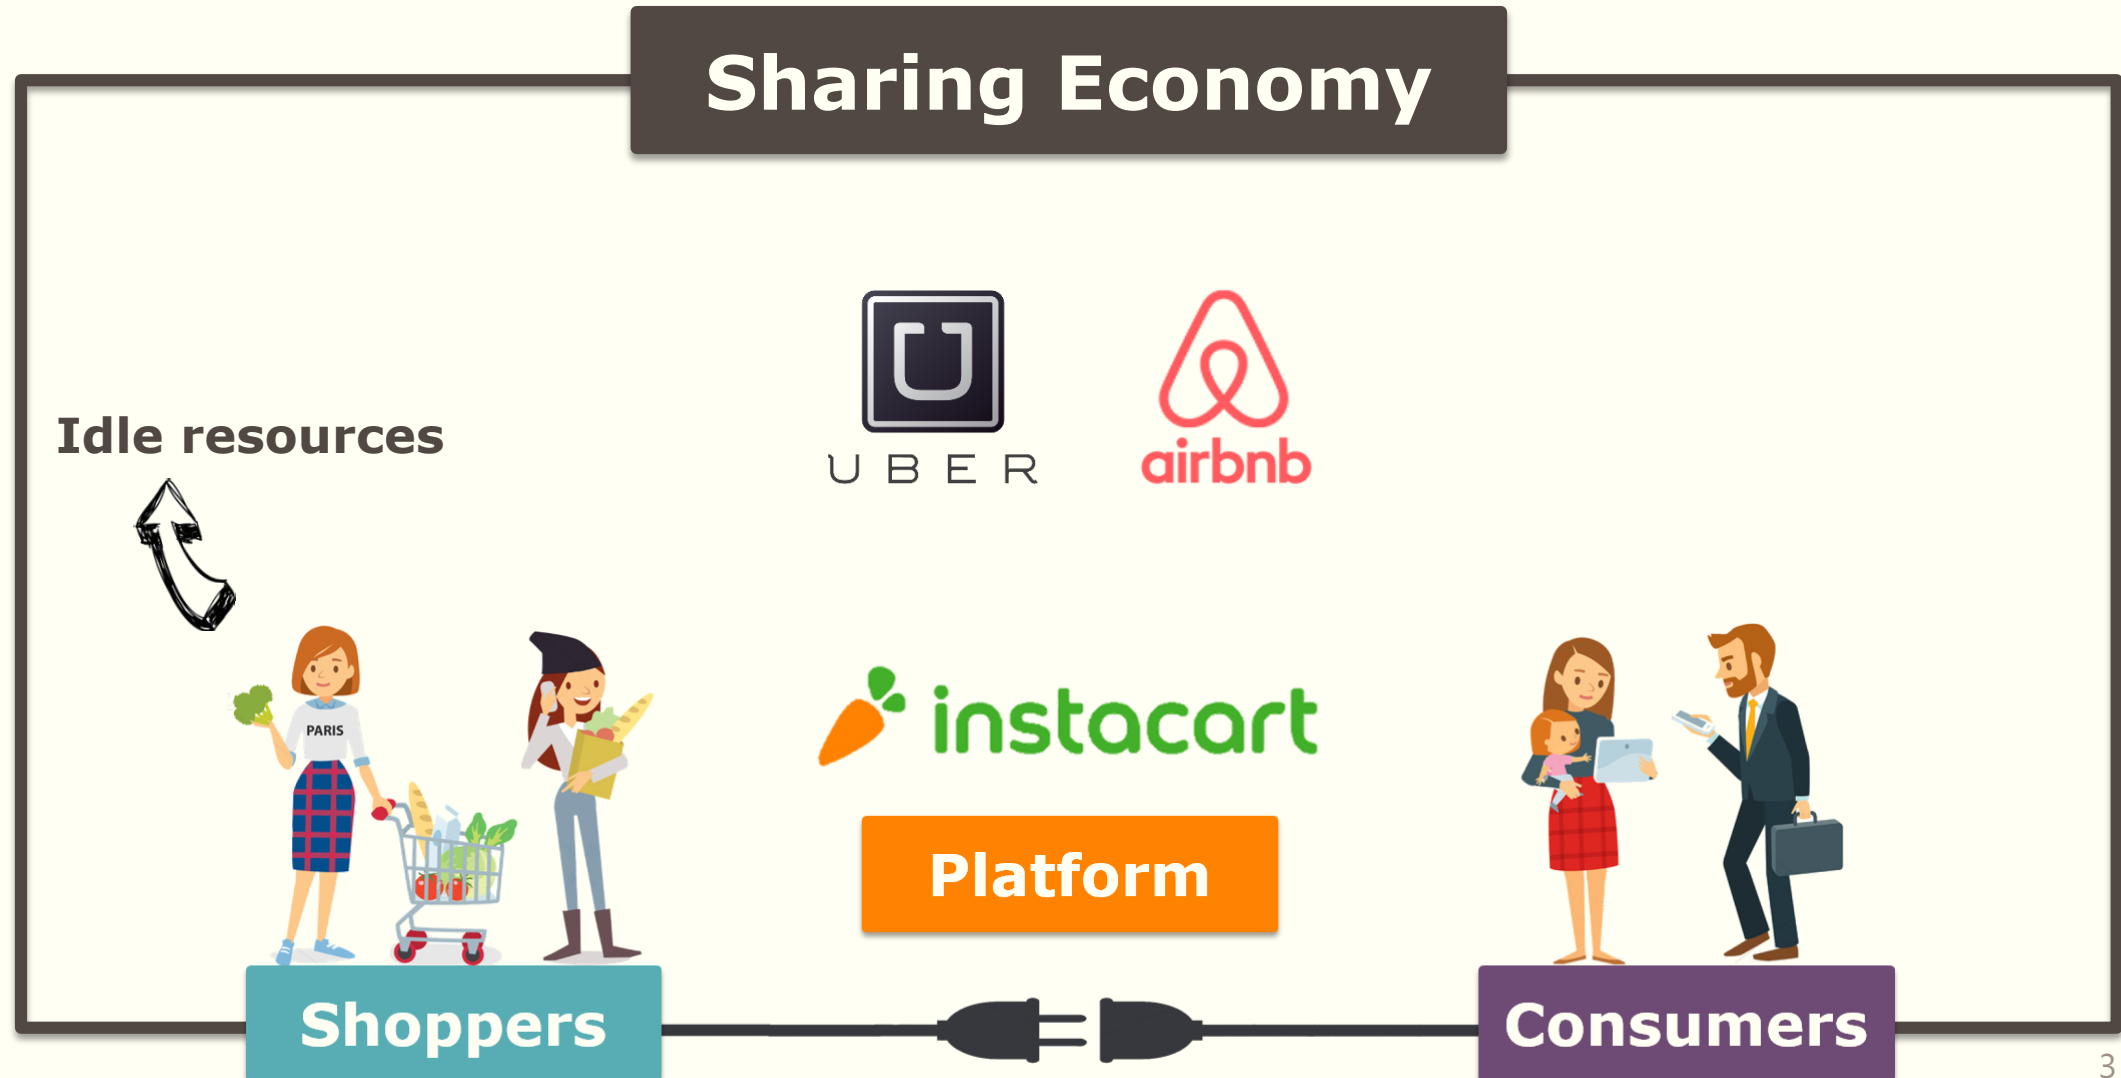 Sharing Economy
UBER
airbnb
Idle resources
PARIS
instacart
Platform
Shoppers
Consumers
3